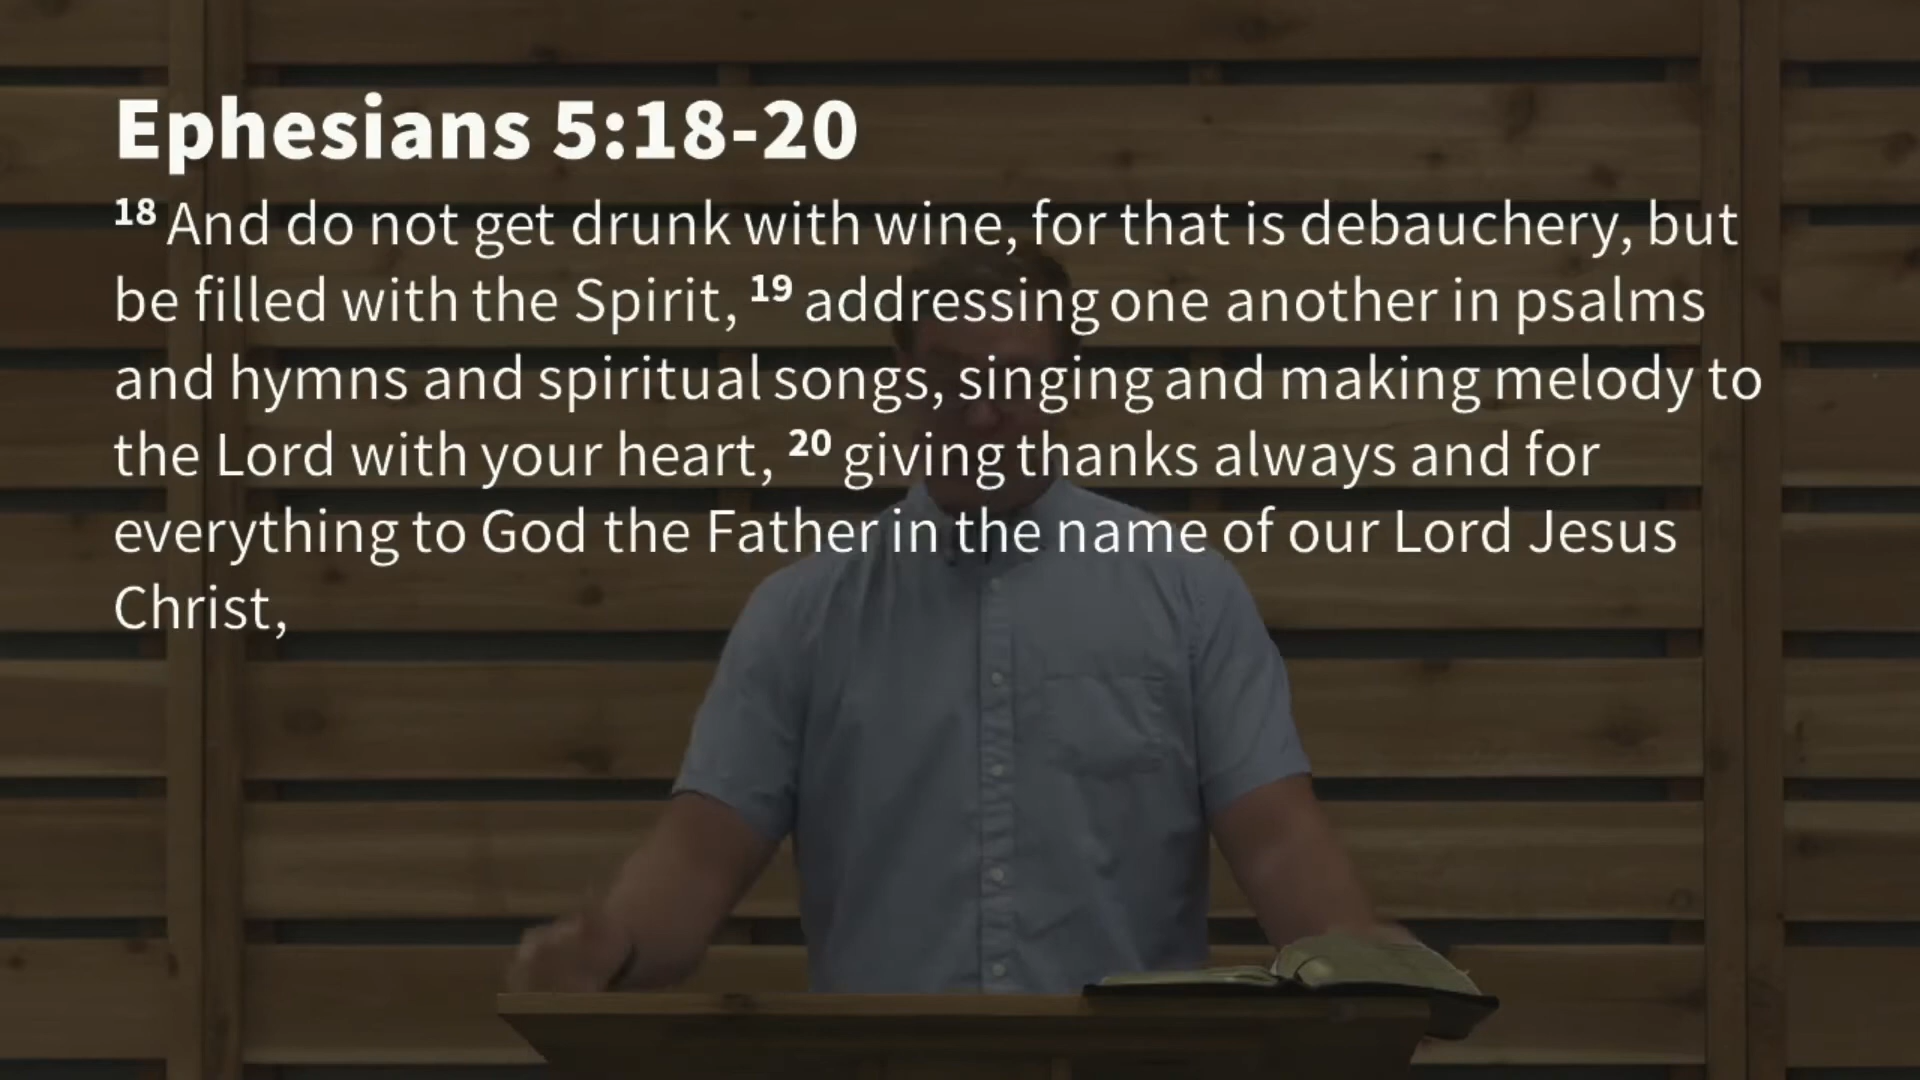 Ephesians 5:18-20
18 And do not get drunk with wine, for that is debauchery, but
be filled with the Spirit, 19 addressing one another in psalms
and hymns and spiritual songs, singing and making melody to
the Lord with your heart, 20 giving thanks always and for
everything to God the Father in the name of our Lord Jesus
Christ,